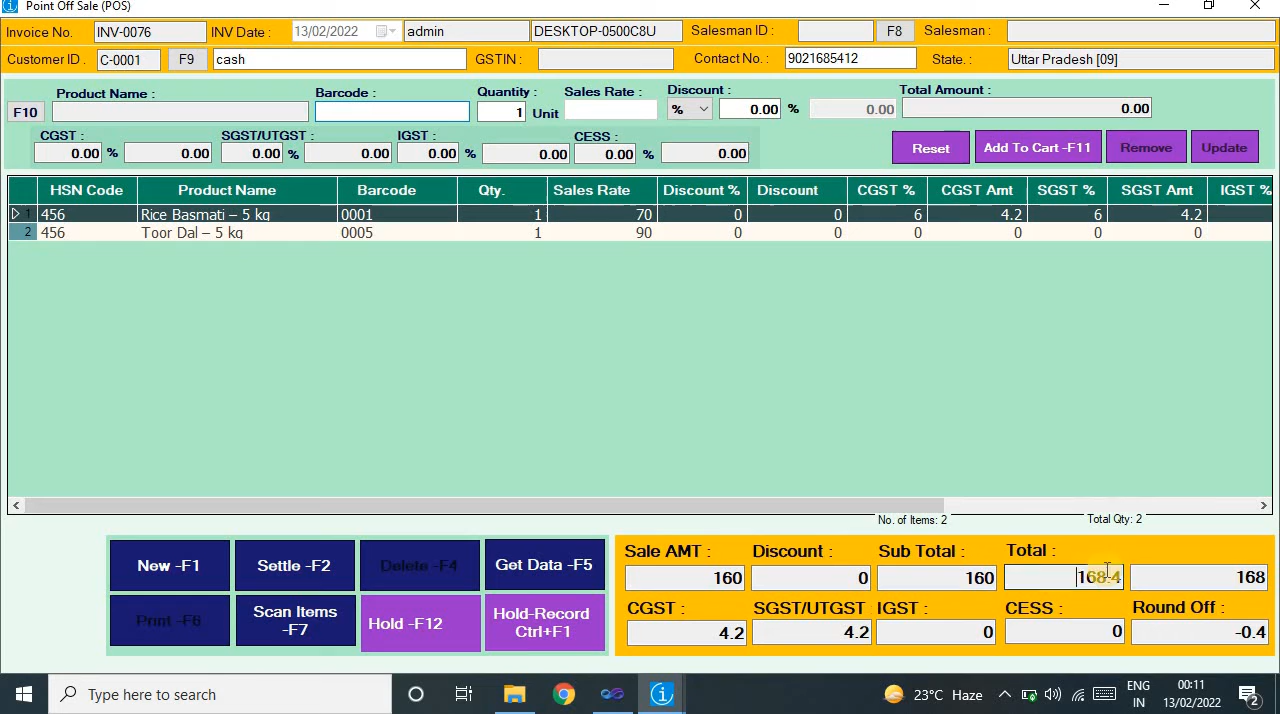 Point Off Sale (POS)
Invoice No. INV-0076 INV Date : 13/02/2022 admin DESKTOP-0500C8U Salesman ID : F8 Salesman :
Customer ID . C-0001 F9 cash GSTIN : Contact No. : 9021685412 State. : Uttar Pradesh [09]
Product Name : Barcode : Quantity : Sales Rate : Discount : Total Amount :
F10 1 Unit % 0.00 % 0.00 0.00
CGST : SGST/UTGST : IGST : CESS :
0.00 % 0.00 0.00 % 0.00 0.00 % 0.00 0.00 % 0.00
Reset Add To Cart -F11 Remove Update
HSN Code Product Name Barcode Qty. Sales Rate Discount % Discount CGST % CGST Amt SGST % SGST Amt IGST %
1 456 Rice Basmati – 5 kg 0001 1 70 0 0 6 4.2 6 4.2
2 456 Toor Dal – 5 kg 0005 1 90 0 0 0 0 0 0
No. of Items: 2 Total Qty: 2
New -F1 Settle -F2 Delete -F4 Get Data -F5
Print -F6 Scan Items -F7 Hold -F12 Hold-Record Ctrl+F1
Sale AMT : Discount : Sub Total : Total :
160 0 160 168.4 168
CGST : SGST/UTGST IGST : CESS : Round Off :
4.2 4.2 0 0 -0.4
Type here to search
23°C Haze ENG IN 00:11 13/02/2022 2